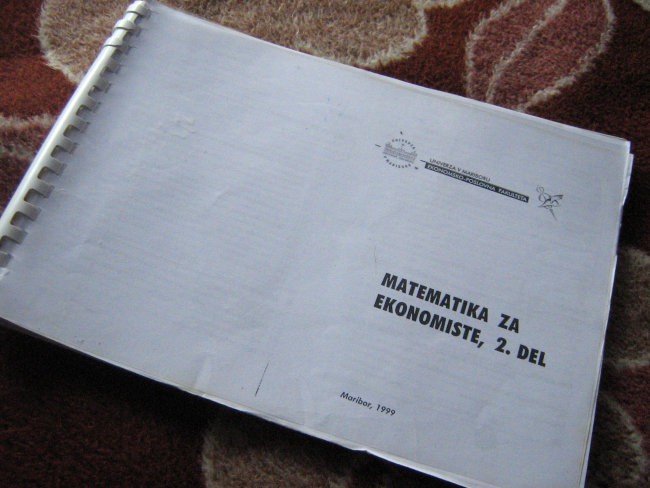 UNIVERZA V MARIBORU
EKONOMSKO-POSLOVNA FAKULTETA
MATEMATIKA ZA
EKONOMISTE, 2. DEL
Maribor, 1999